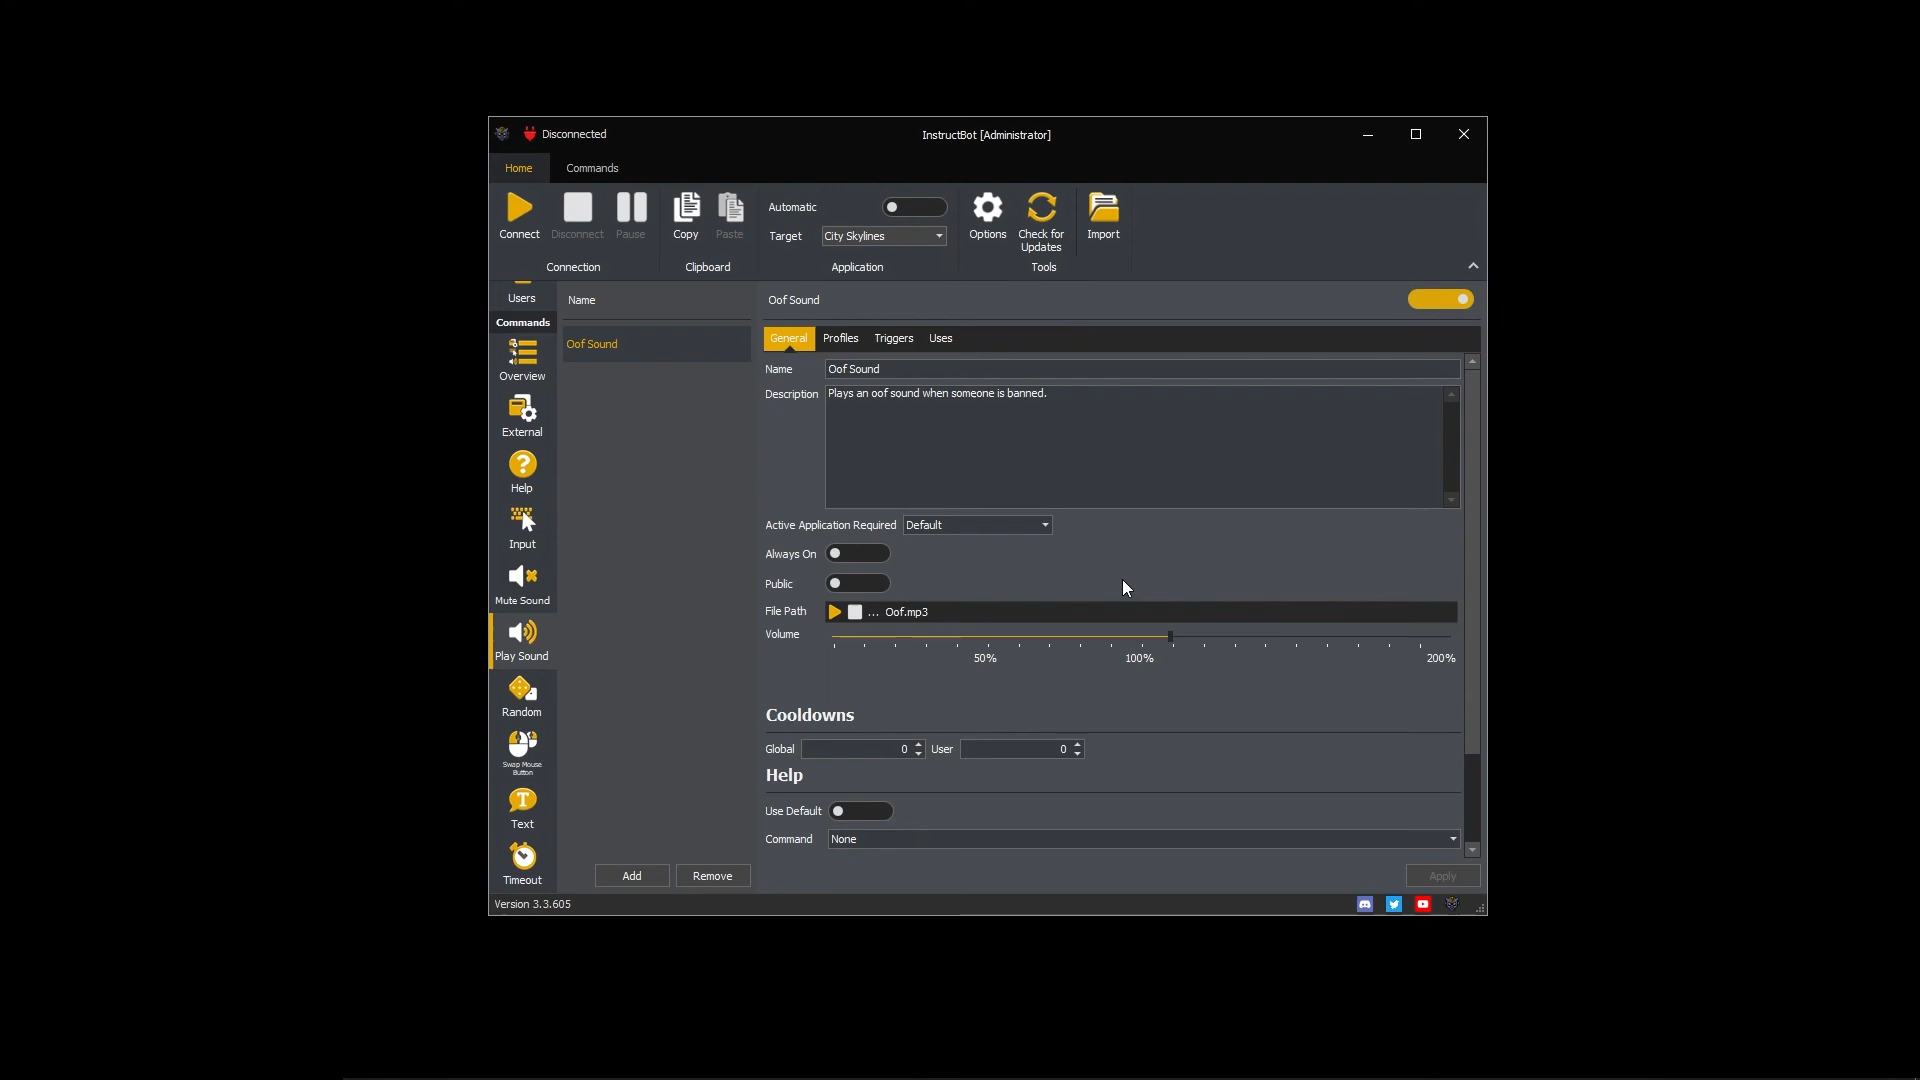 Disconnected
InstructBot [Administrator]
Home
Commands
Connect
Disconnect
Pause
Copy
Paste
Automatic
Target
City Skylines
Options
Check for
Updates
Import
Connection
Clipboard
Application
Tools
Users
Name
Oof Sound
Commands
Overview
External
Help
Input
Mute Sound
Play Sound
Random
Swap Mouse
Button
Text
Timeout
Oof Sound
General
Profiles
Triggers
Uses
Name
Oof Sound
Description
Plays an oof sound when someone is banned.
Active Application Required
Default
Always On
Public
File Path
... Oof.mp3
Volume
50%
100%
200%
Cooldowns
Global
0
User
0
Help
Use Default
Command
None
Add
Remove
Apply
Version 3.3.605